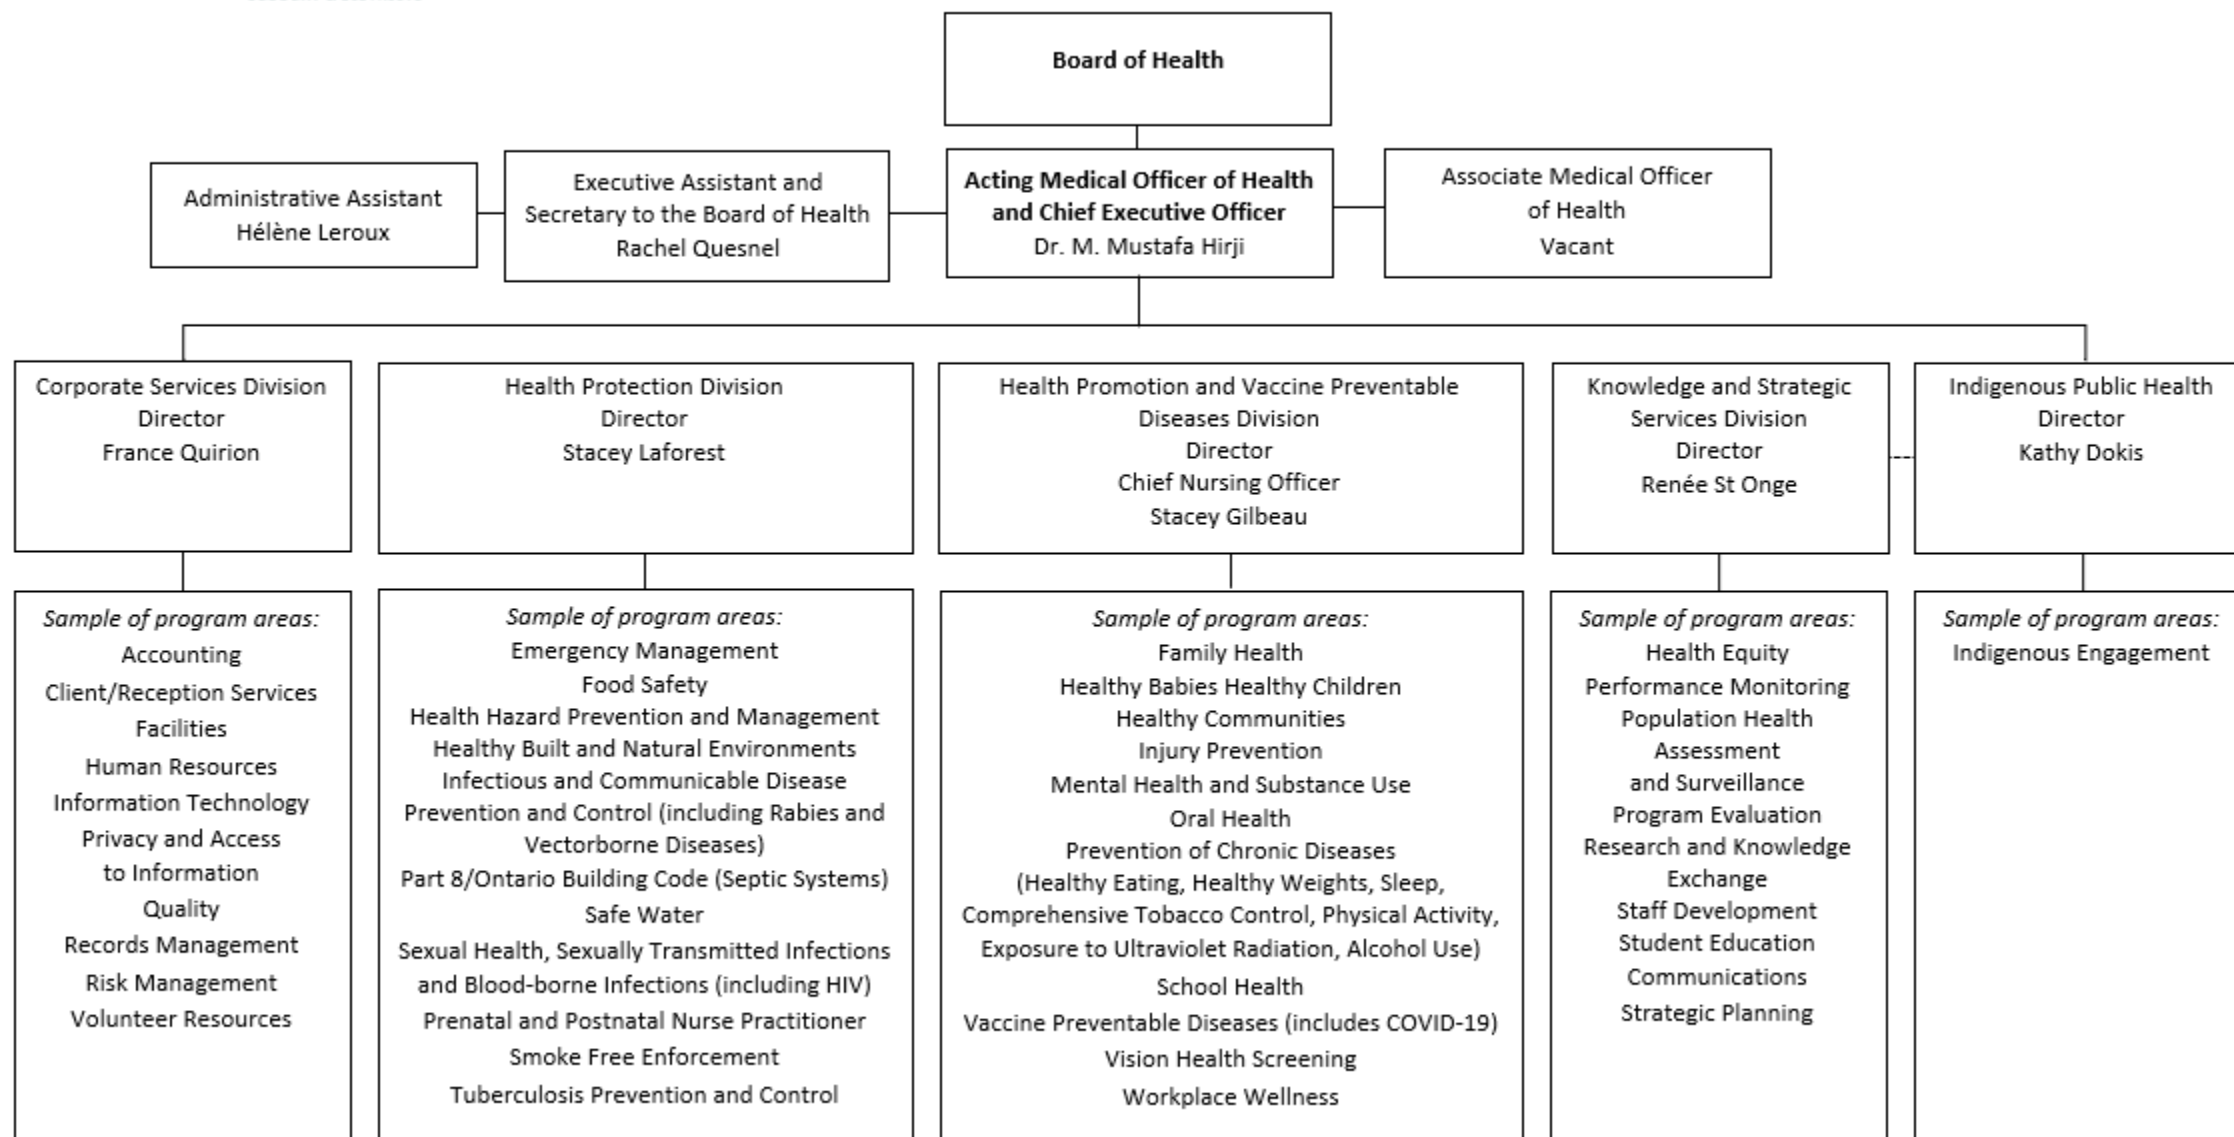 Board of Health
Administrative Assistant
Hélène Leroux
Executive Assistant and
Secretary to the Board of Health
Rachel Quesnel
Acting Medical Officer of Health
and Chief Executive Officer
Dr. M. Mustafa Hirji
Associate Medical Officer
of Health
Vacant
Corporate Services Division
Director
France Quirion
Health Protection Division
Director
Stacey Laforest
Health Promotion and Vaccine Preventable
Diseases Division
Director
Chief Nursing Officer
Stacey Gilbeau
Knowledge and Strategic
Services Division
Director
Renée St Onge
Indigenous Public Health
Director
Kathy Dokis
Sample of program areas:
Accounting
Client/Reception Services
Facilities
Human Resources
Information Technology
Privacy and Access
to Information
Quality
Records Management
Risk Management
Volunteer Resources
Sample of program areas:
Emergency Management
Food Safety
Health Hazard Prevention and Management
Healthy Built and Natural Environments
Infectious and Communicable Disease
Prevention and Control (including Rabies and
Vectorborne Diseases)
Part 8/Ontario Building Code (Septic Systems)
Safe Water
Sexual Health, Sexually Transmitted Infections
and Blood-borne Infections (including HIV)
Prenatal and Postnatal Nurse Practitioner
Smoke Free Enforcement
Tuberculosis Prevention and Control
Sample of program areas:
Family Health
Healthy Babies Healthy Children
Healthy Communities
Injury Prevention
Mental Health and Substance Use
Oral Health
Prevention of Chronic Diseases
(Healthy Eating, Healthy Weights, Sleep,
Comprehensive Tobacco Control, Physical Activity,
Exposure to Ultraviolet Radiation, Alcohol Use)
School Health
Vaccine Preventable Diseases (includes COVID-19)
Vision Health Screening
Workplace Wellness
Sample of program areas:
Health Equity
Performance Monitoring
Population Health
Assessment
and Surveillance
Program Evaluation
Research and Knowledge
Exchange
Staff Development
Student Education
Communications
Strategic Planning
Sample of program areas:
Indigenous Engagement